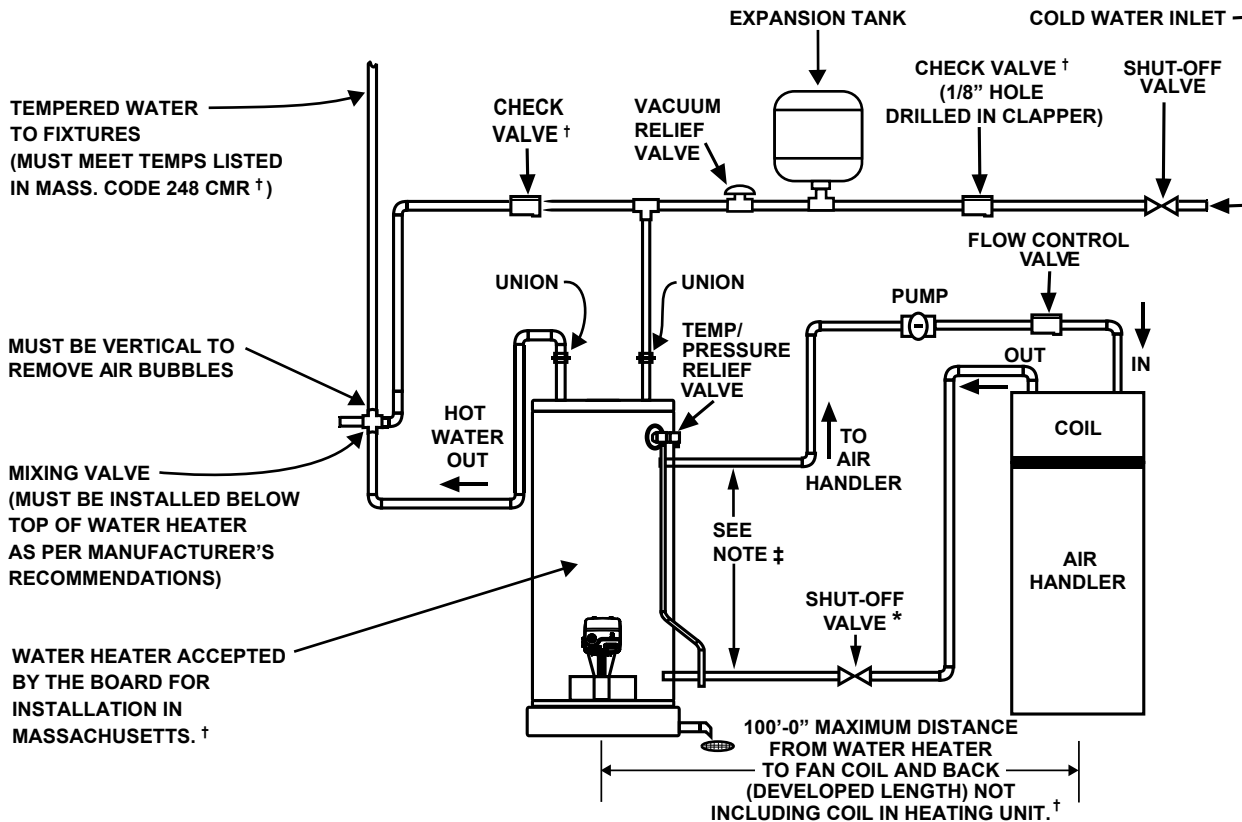 EXPANSION TANK
COLD WATER INLET
TEMPERED WATER
TO FIXTURES
(MUST MEET TEMPS LISTED
IN MASS. CODE 248 CMR †)
CHECK
VALVE †
VACUUM
RELIEF
VALVE
CHECK VALVE †
(1/8” HOLE
DRILLED IN CLAPPER)
SHUT-OFF
VALVE
FLOW CONTROL
VALVE
UNION
UNION
PUMP
TEMP/
PRESSURE
RELIEF
VALVE
OUT
IN
MUST BE VERTICAL TO
REMOVE AIR BUBBLES
HOT
WATER
OUT
TO
AIR
HANDLER
COIL
MIXING VALVE
(MUST BE INSTALLED BELOW
TOP OF WATER HEATER
AS PER MANUFACTURER’S
RECOMMENDATIONS)
SEE
NOTE ‡
AIR
HANDLER
SHUT-OFF
VALVE *
WATER HEATER ACCEPTED
BY THE BOARD FOR
INSTALLATION IN
MASSACHUSETTS. †
100’-0” MAXIMUM DISTANCE
FROM WATER HEATER
TO FAN COIL AND BACK
(DEVELOPED LENGTH) NOT
INCLUDING COIL IN HEATING UNIT. †